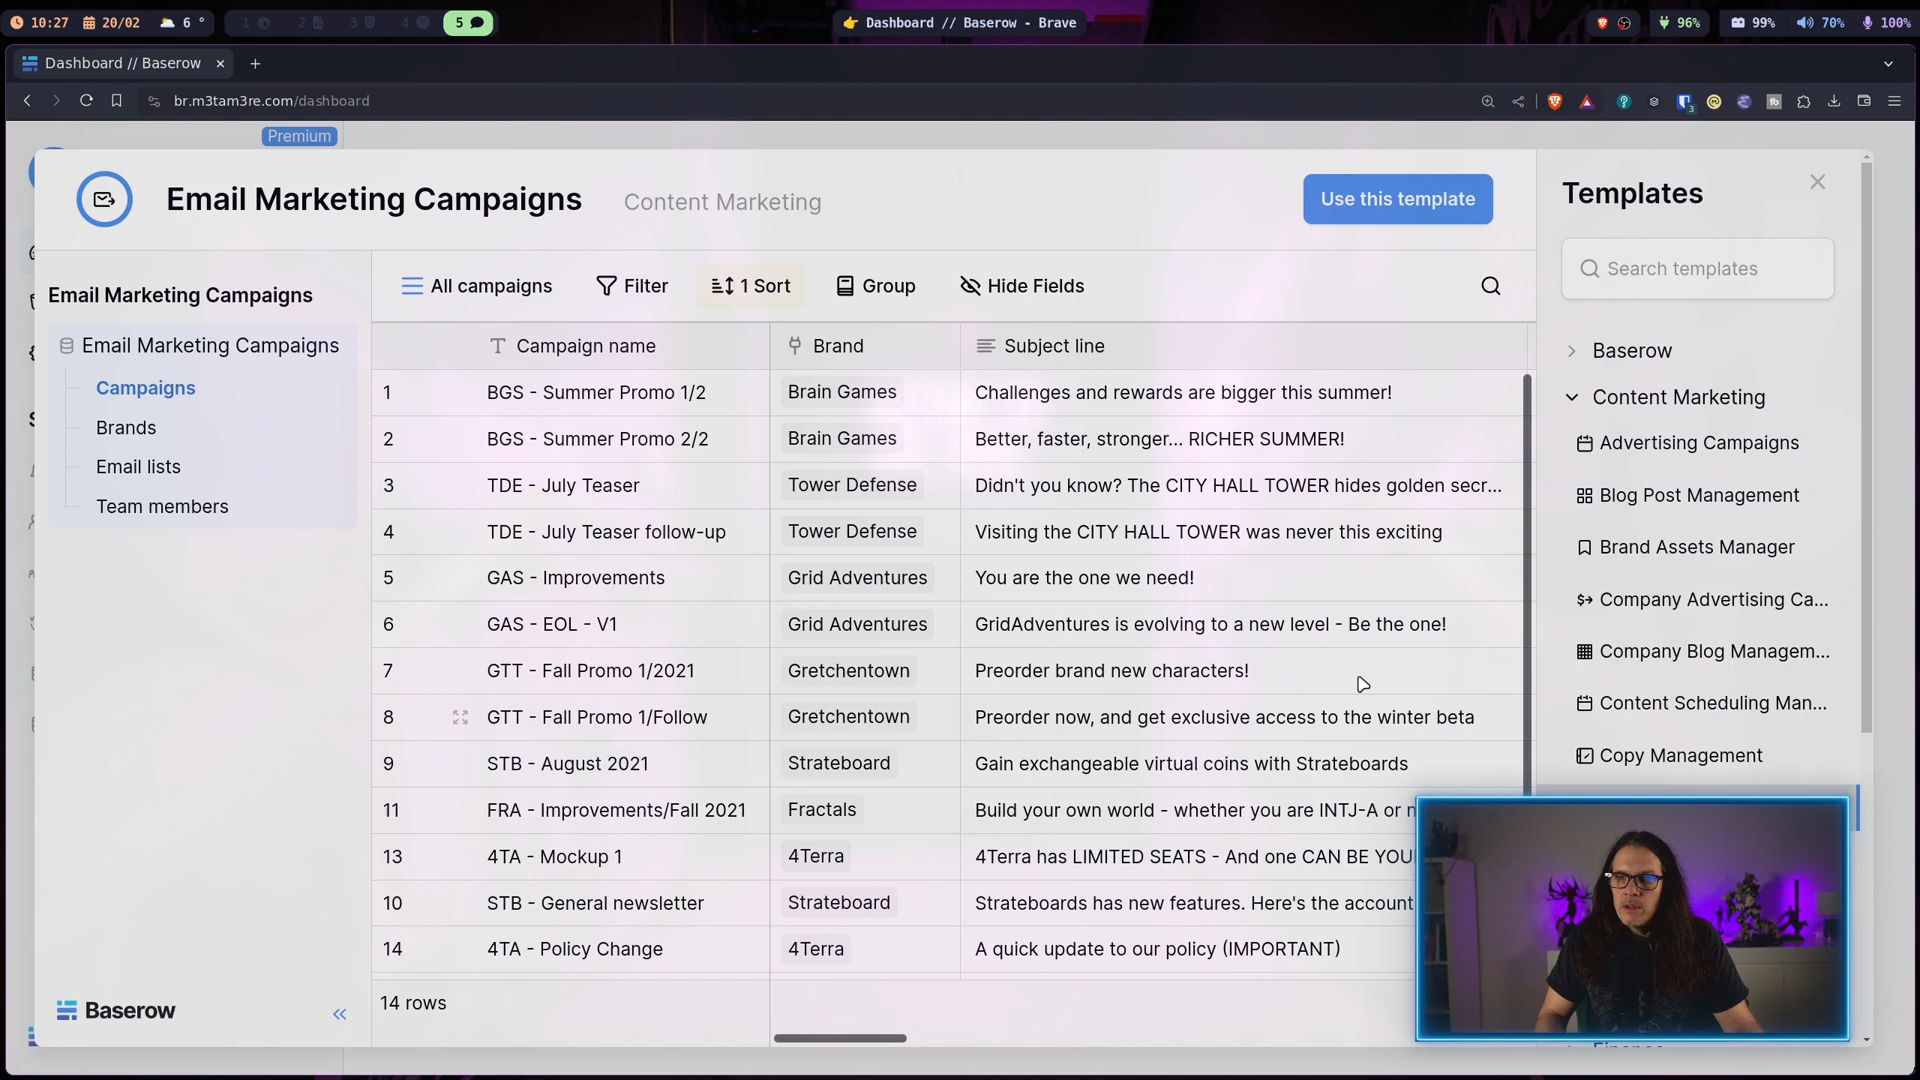 10:27
20/02
6 °
1
2
3
4
5
Dashboard // Baserow - Brave
96%
99%
70%
100%
Dashboard // Baserow
br.m3tam3re.com/dashboard
Premium
Email Marketing Campaigns
Content Marketing
Use this template
Templates
Search templates
Email Marketing Campaigns
Email Marketing Campaigns
Campaigns
Brands
Email lists
Team members
Baserow
All campaigns
Filter
1 Sort
Group
Hide Fields
Campaign name Brand Subject line
1 BGS - Summer Promo 1/2 Brain Games Challenges and rewards are bigger this summer!
2 BGS - Summer Promo 2/2 Brain Games Better, faster, stronger... RICHER SUMMER!
3 TDE - July Teaser Tower Defense Didn't you know? The CITY HALL TOWER hides golden secr...
4 TDE - July Teaser follow-up Tower Defense Visiting the CITY HALL TOWER was never this exciting
5 GAS - Improvements Grid Adventures You are the one we need!
6 GAS - EOL - V1 Grid Adventures GridAdventures is evolving to a new level - Be the one!
7 GTT - Fall Promo 1/2021 Gretchentown Preorder brand new characters!
8 GTT - Fall Promo 1/Follow Gretchentown Preorder now, and get exclusive access to the winter beta
9 STB - August 2021 Strateboard Gain exchangeable virtual coins with Strateboards
11 FRA - Improvements/Fall 2021 Fractals Build your own world - whether you are INTJ-A or
13 4TA - Mockup 1 4Terra 4Terra has LIMITED SEATS - And one CAN BE
10 STB - General newsletter Strateboard Strateboards has new features. Here's the account
14 4TA - Policy Change 4Terra A quick update to our policy (IMPORTANT)
14 rows
Baserow
Content Marketing
Advertising Campaigns
Blog Post Management
Brand Assets Manager
Company Advertising Ca...
Company Blog Managem...
Content Scheduling Man...
Copy Management